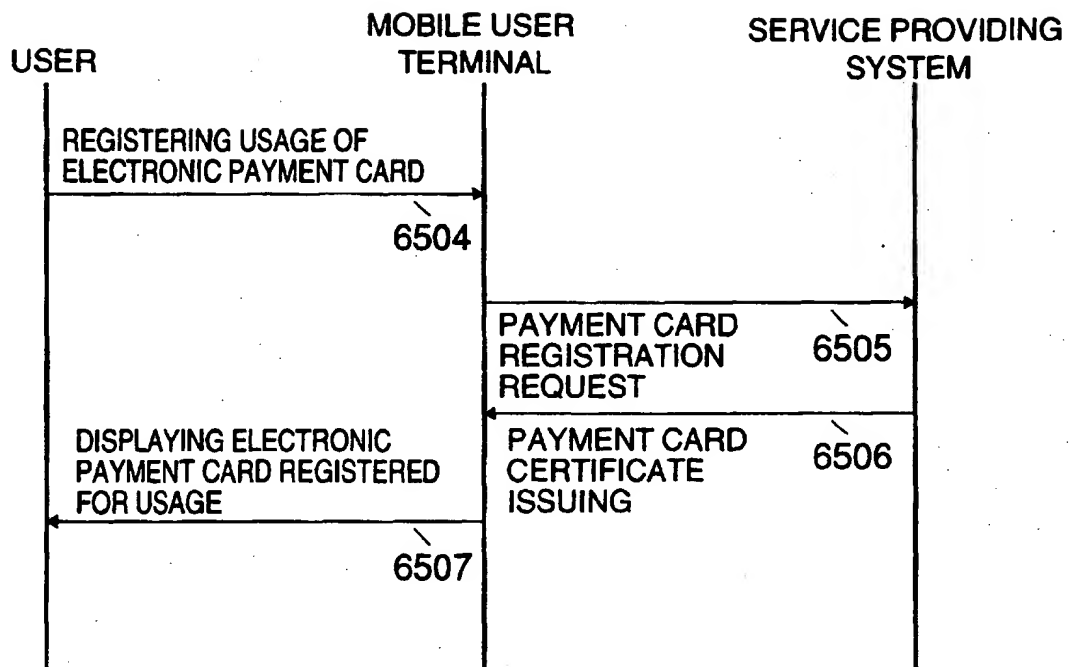 USER
MOBILE USER
TERMINAL
SERVICE PROVIDING
SYSTEM
REGISTERING USAGE OF
ELECTRONIC PAYMENT CARD
6504
PAYMENT CARD
REGISTRATION
REQUEST
6505
PAYMENT CARD
CERTIFICATE
ISSUING
6506
DISPLAYING ELECTRONIC
PAYMENT CARD REGISTERED
FOR USAGE
6507